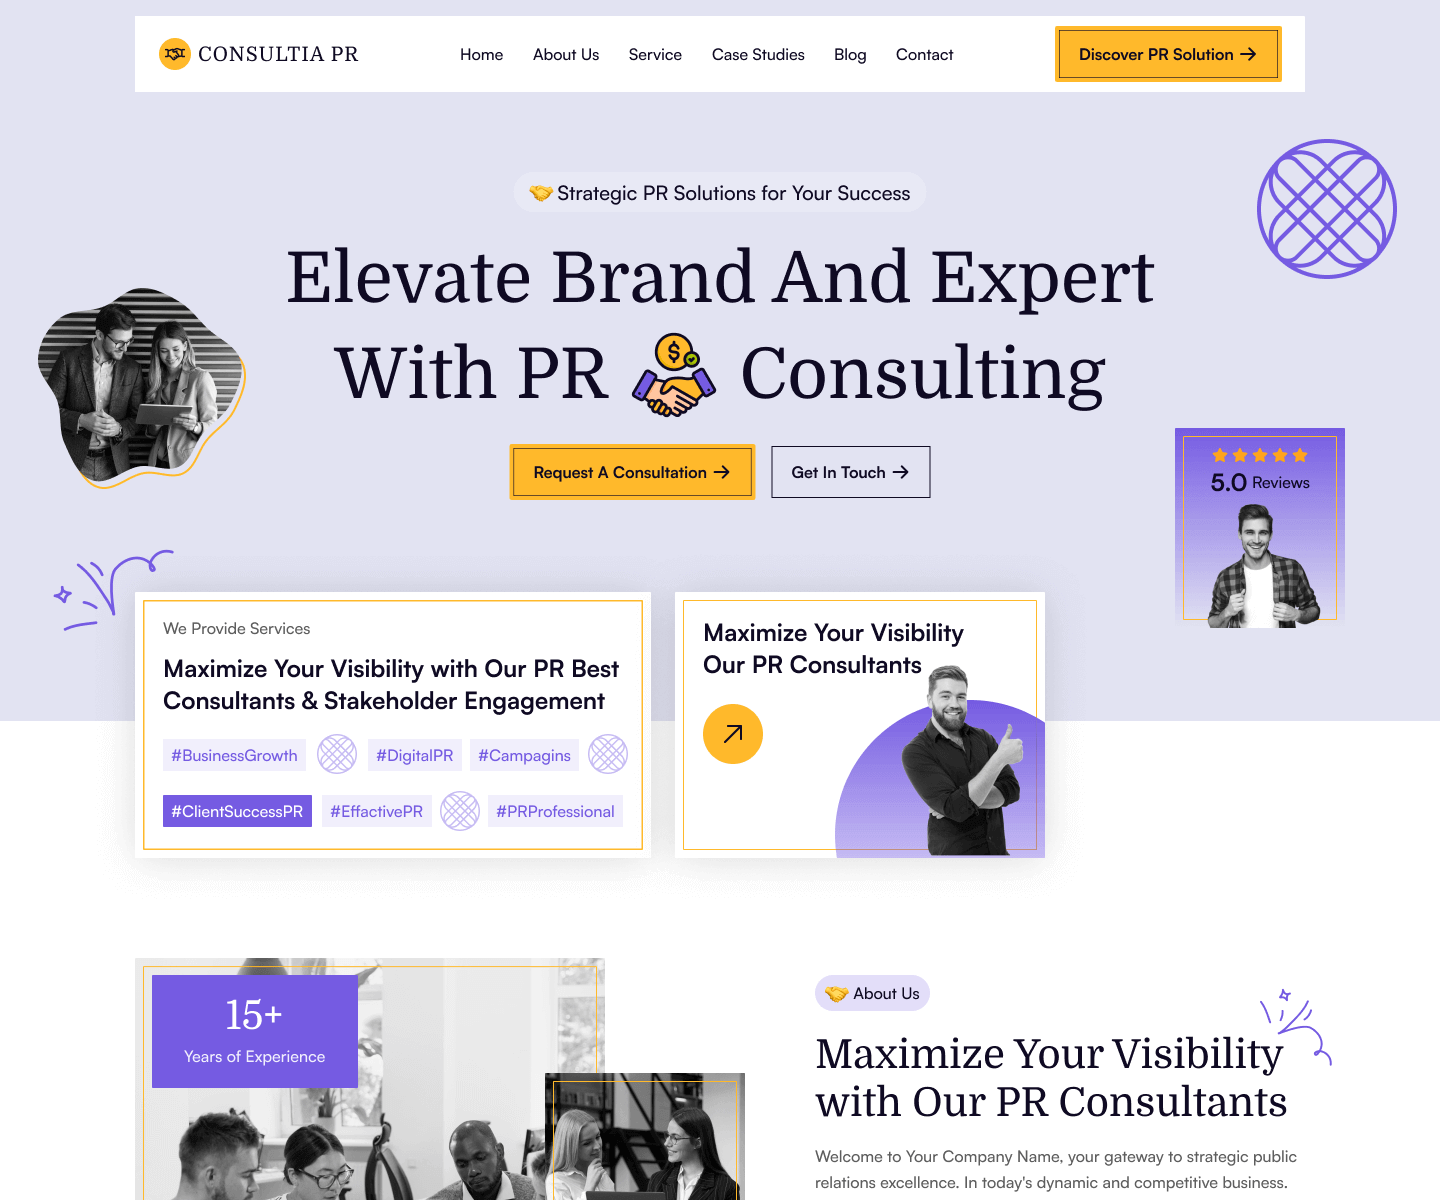 CONSULTIA PR
Home About Us Service Case Studies Blog Contact
Discover PR Solution
Strategic PR Solutions for Your Success
Elevate Brand And Expert
With PR Consulting
Request A Consultation
Get In Touch
5.0 Reviews
We Provide Services
Maximize Your Visibility with Our PR Best
Consultants & Stakeholder Engagement
#BusinessGrowth #DigitalPR #Campagins
#ClientSuccessPR #EffactivePR #PRProfessional
Maximize Your Visibility
Our PR Consultants
15+
Years of Experience
About Us
Maximize Your Visibility
with Our PR Consultants
Welcome to Your Company Name, your gateway to strategic public
relations excellence. In today's dynamic and competitive business.